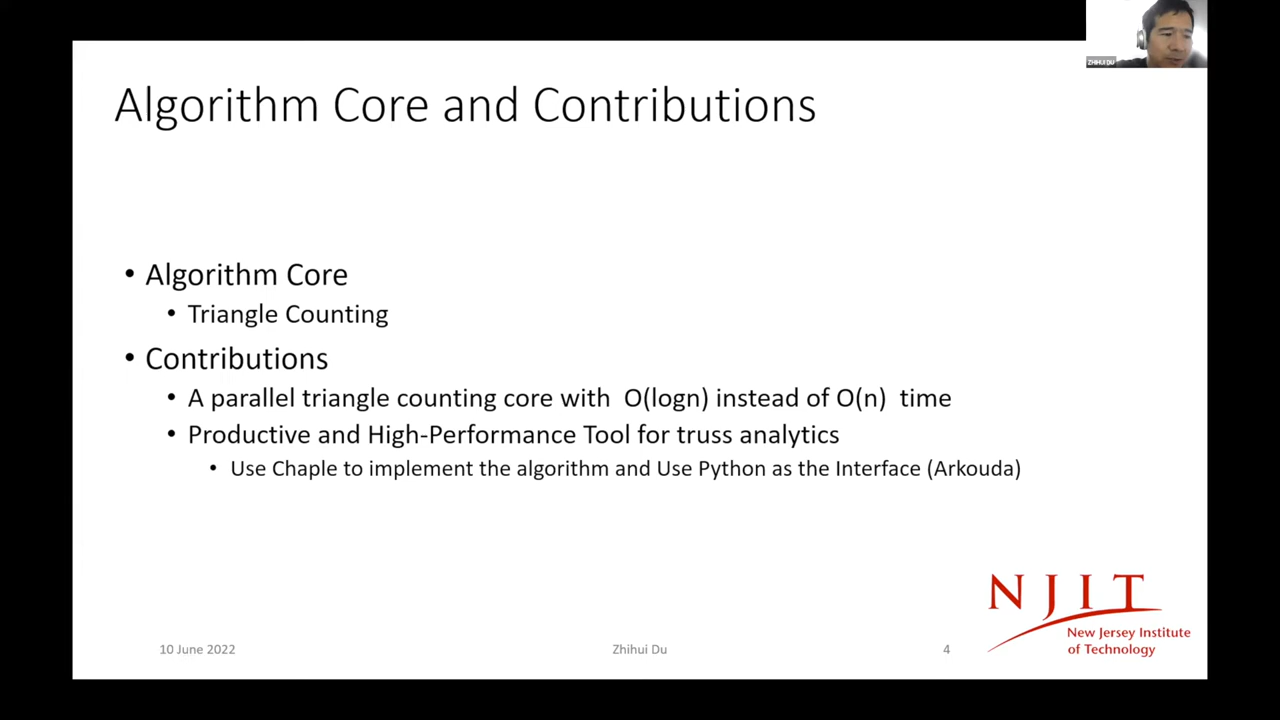 ZHIHUI DU
Algorithm Core and Contributions
• Algorithm Core
• Triangle Counting
• Contributions
• A parallel triangle counting core with O(logn) instead of O(n) time
• Productive and High-Performance Tool for truss analytics
• Use Chaple to implement the algorithm and Use Python as the Interface (Arkouda)
NJIT
New Jersey Institute
of Technology
10 June 2022
Zhihui Du
4